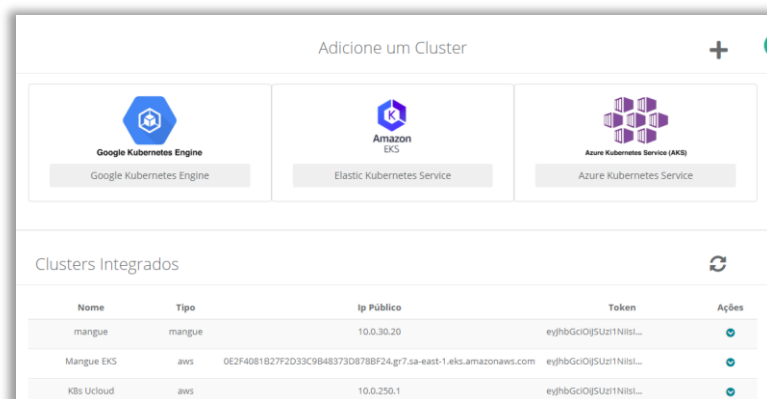 Adicione um Cluster
Google Kubernetes Engine
Google Kubernetes Engine
K
Amazon
EKS
Elastic Kubernetes Service
Azure Kubernetes Service (AKS)
Azure Kubernetes Service
Clusters Integrados
Nome Tipo Ip Público Token Ações
mangue mangue 10.0.30.20 eyJhbGciOiJSUzI1NiIsI...
Mangue EKS aws 0E2F4081B27F2D33C9B48373D878BF24.gr7.sa-east-1.eks.amazonaws.com eyJhbGciOiJSUzI1NiIsI...
K8s Ucloud aws 10.0.250.1 eyJhbGciOiJSUzI1NiIsI...